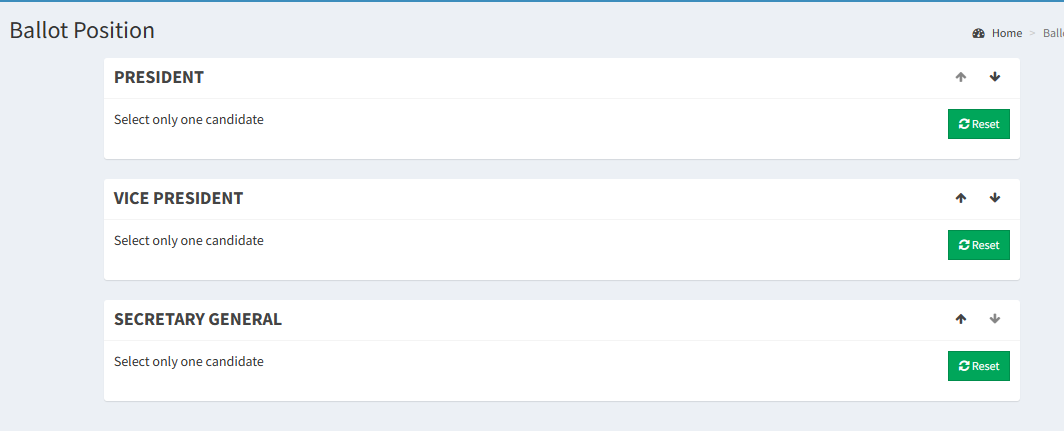 Ballot Position
Home >
PRESIDENT
Select only one candidate
Reset
VICE PRESIDENT
Select only one candidate
Reset
SECRETARY GENERAL
Select only one candidate
Reset